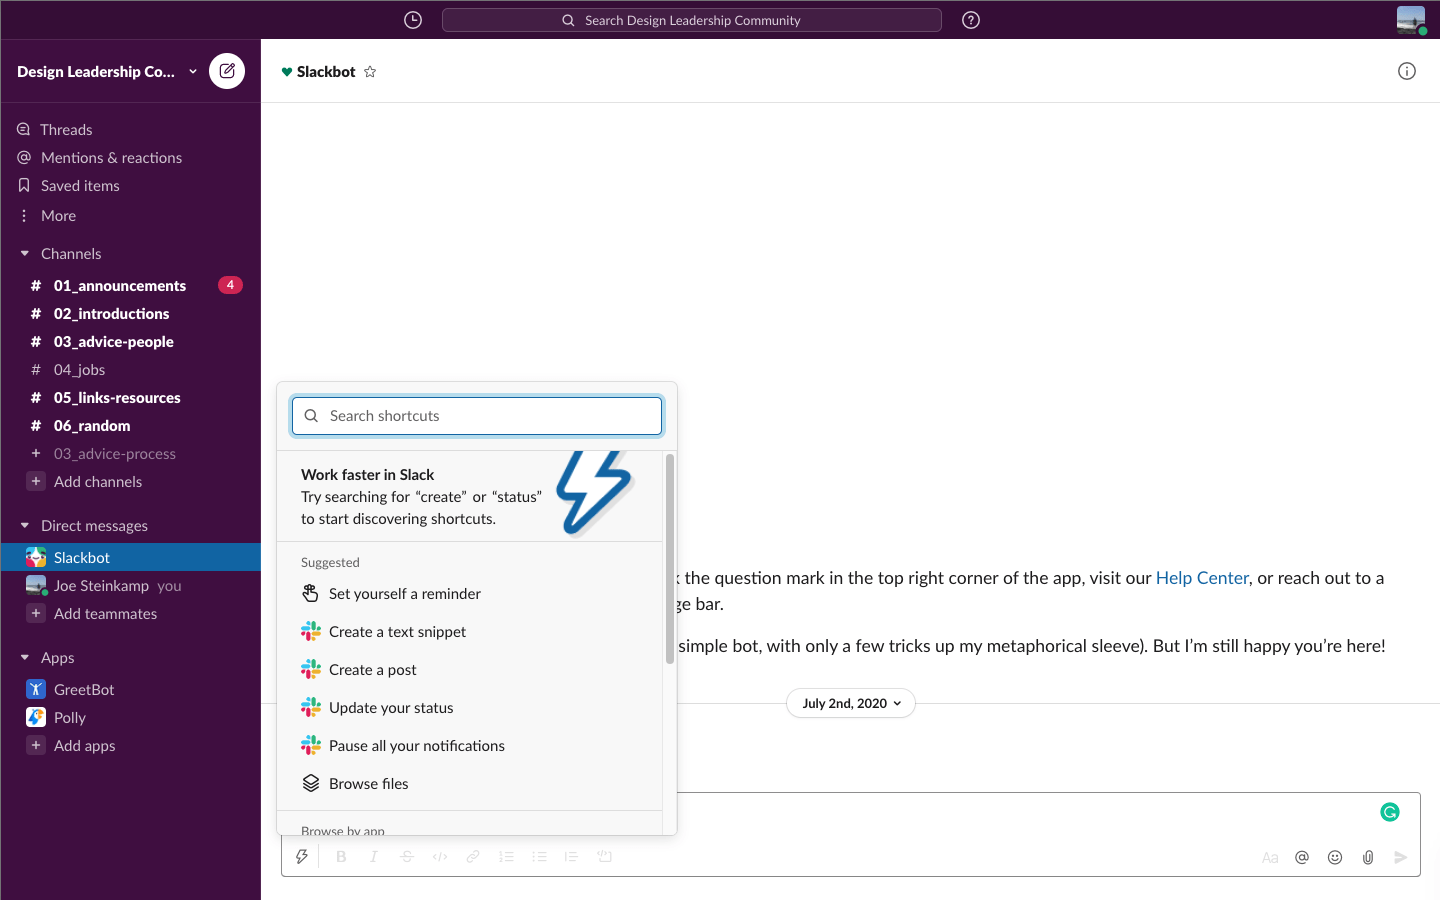 Search Design Leadership Community
Design Leadership Co...
Threads
Mentions & reactions
Saved items
More
Channels
# 01_announcements 4
# 02_introductions
# 03_advice-people
# 04_jobs
# 05_links-resources
# 06_random
+ 03_advice-process
+ Add channels
Direct messages
Slackbot
Joe Steinkamp you
+ Add teammates
Apps
GreetBot
Polly
+ Add apps
Slackbot
Search shortcuts
Work faster in Slack
Try searching for “create” or “status”
to start discovering shortcuts.
Suggested
Set yourself a reminder
Create a text snippet
Create a post
Update your status
Pause all your notifications
Browse files
Browse by app
the question mark in the top right corner of the app, visit our Help Center, or reach out to a
ge bar.
simple bot, with only a few tricks up my metaphorical sleeve). But I’m still happy you’re here!
July 2nd, 2020
B I S </> Aa @